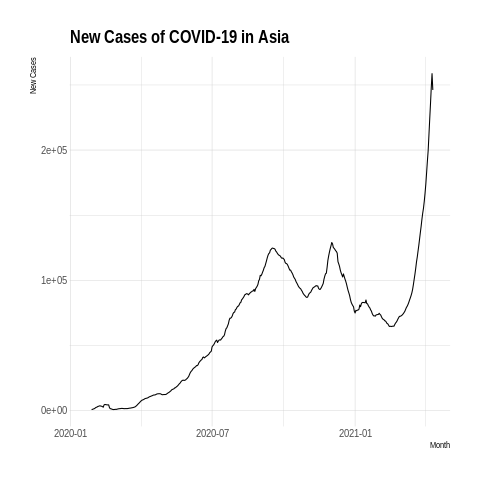 New Cases of COVID-19 in Asia
New Cases
2e+05
1e+05
0e+00
2020-01
2020-07
2021-01
Month